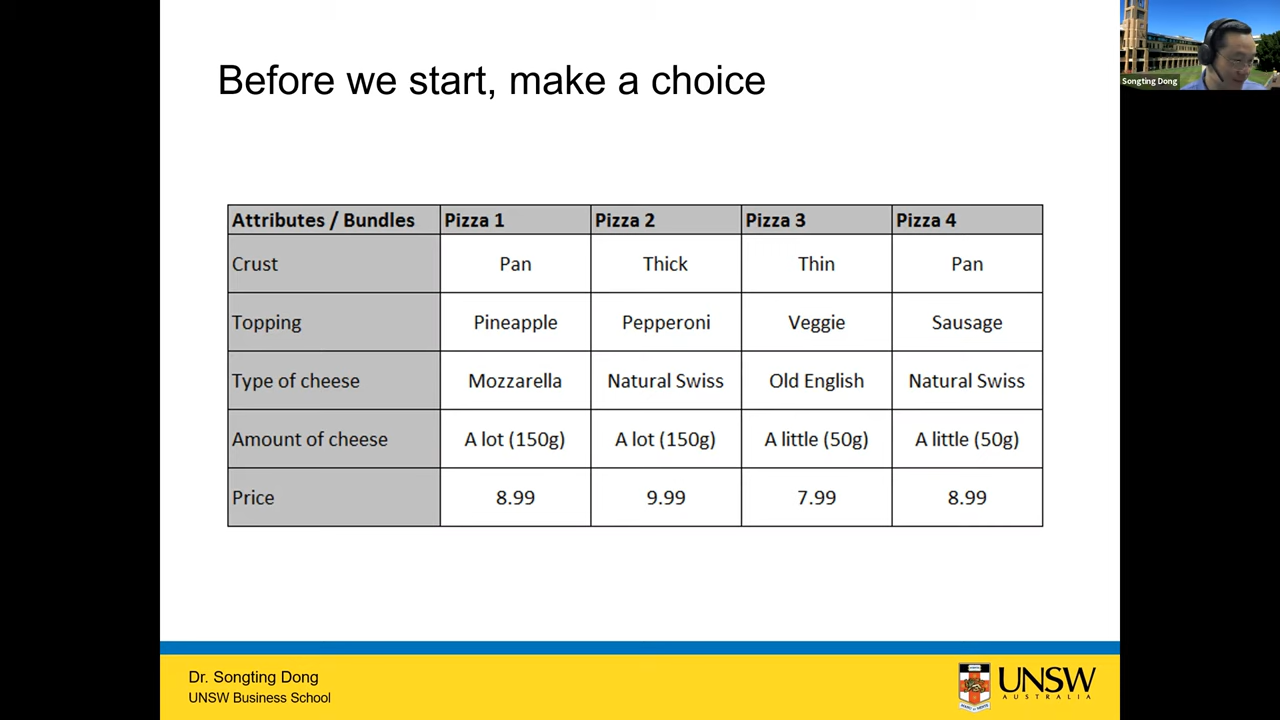 Before we start, make a choice
Songting Dong
Attributes / Bundles Pizza 1 Pizza 2 Pizza 3 Pizza 4
Crust Pan Thick Thin Pan
Topping Pineapple Pepperoni Veggie Sausage
Type of cheese Mozzarella Natural Swiss Old English Natural Swiss
Amount of cheese A lot (150g) A lot (150g) A little (50g) A little (50g)
Price 8.99 9.99 7.99 8.99
Dr. Songting Dong
UNSW Business School
UNSW
AUSTRALIA